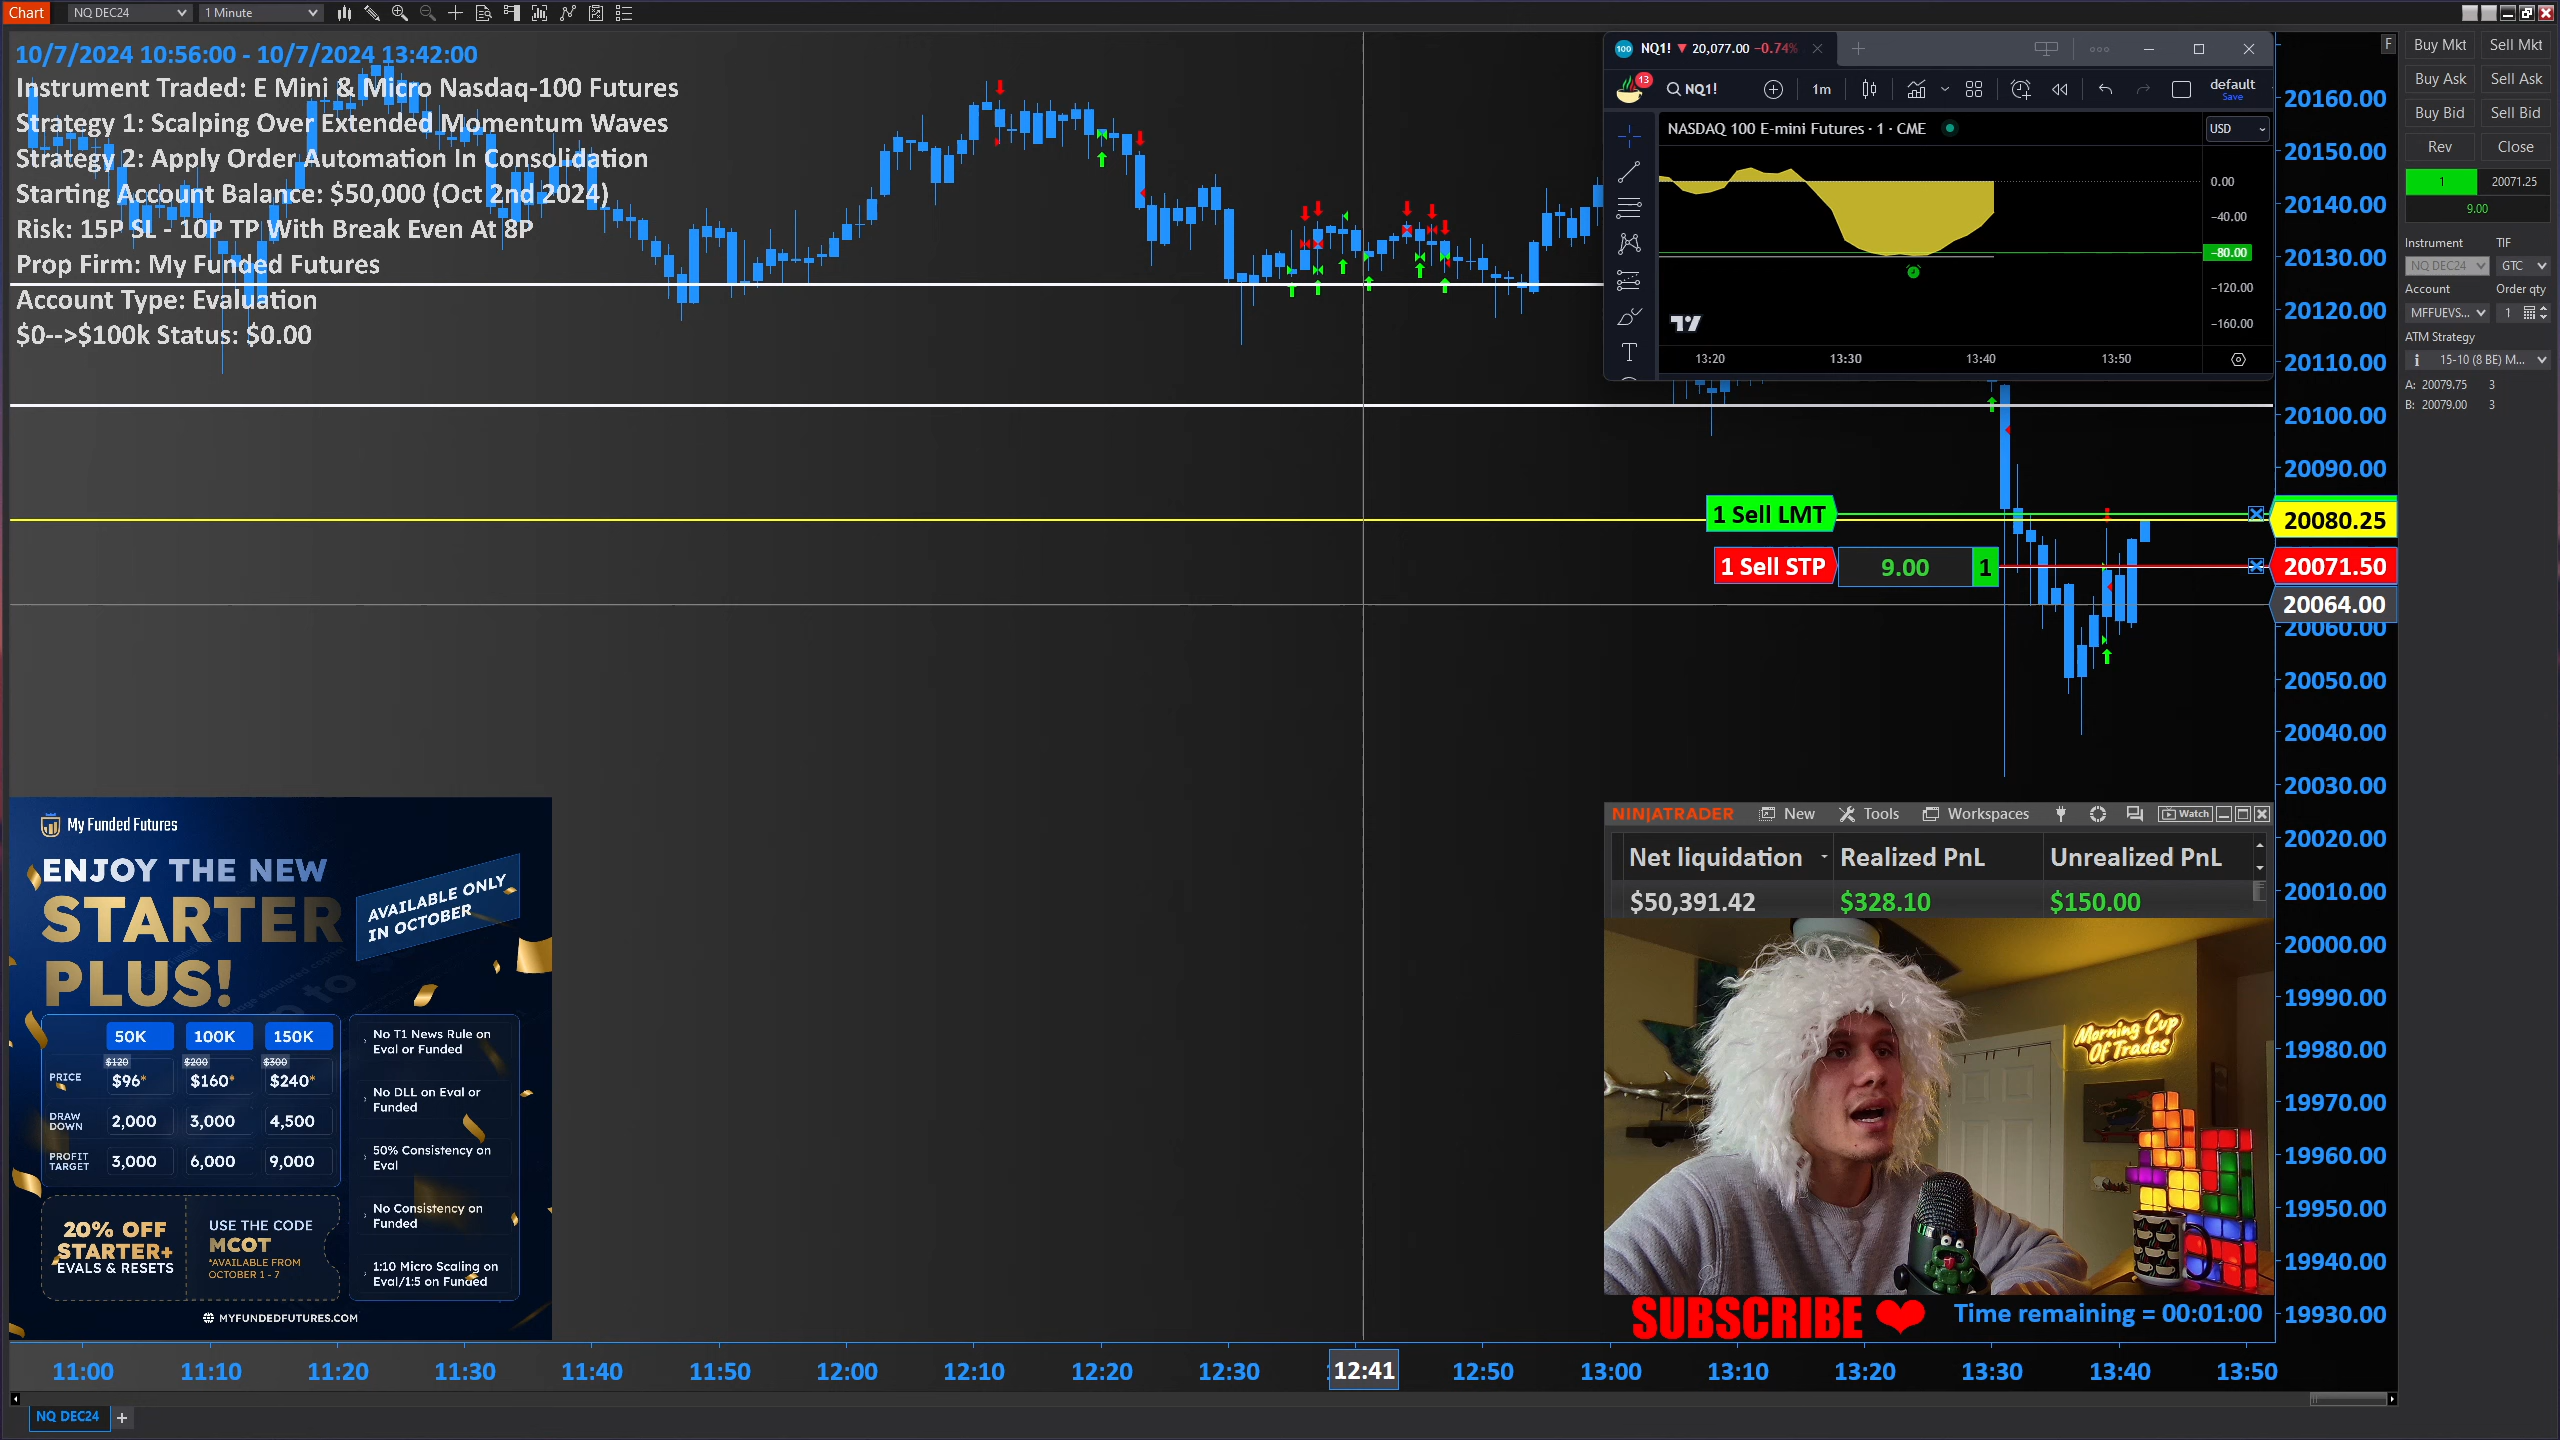 Chart
NQ DEC24
1 Minute
10/7/2024 10:56:00 - 10/7/2024 13:42:00
Instrument Traded: E Mini & Micro Nasdaq-100 Futures
Strategy 1: Scalping Over Extended Momentum Waves
Strategy 2: Apply Order Automation In Consolidation
Starting Account Balance: $50,000 (Oct 2nd 2024)
Risk: 15P SL - 10P TP With Break Even At 8P
Prop Firm: My Funded Futures
Account Type: Evaluation
$0-->$100k Status: $0.00
100 NQ1! ▼ 20,077.00 −0.74%
13
NQ1!
1m
default
Save
NASDAQ 100 E-mini Futures · 1 · CME
USD
0.00
−40.00
−80.00
−120.00
−160.00
13:20
13:30
13:40
13:50
F
20160.00
20150.00
20140.00
20130.00
20120.00
20110.00
20100.00
20090.00
20080.25
20071.50
20064.00
20060.00
20050.00
20040.00
20030.00
20020.00
20010.00
20000.00
19990.00
19980.00
19970.00
19960.00
19950.00
19940.00
19930.00
1 Sell LMT
1 Sell STP
9.00
1
Buy Mkt
Sell Mkt
Buy Ask
Sell Ask
Buy Bid
Sell Bid
Rev
Close
1
20071.25
9.00
Instrument
TIF
NQ DEC24
GTC
Account
Order qty
MFFUEVS...
1
ATM Strategy
15-10 (8 BE) M...
A: 20079.75 3
B: 20079.00 3
My Funded Futures
ENJOY THE NEW
STARTER
PLUS!
AVAILABLE ONLY
IN OCTOBER
50K
100K
150K
$120
$200
$300
PRICE
$96*
$160*
$240*
DRAW
DOWN
2,000
3,000
4,500
PROFIT
TARGET
3,000
6,000
9,000
No T1 News Rule on
Eval or Funded
No DLL on Eval or
Funded
50% Consistency on
Eval
No Consistency on
Funded
1:10 Micro Scaling on
Eval/1:5 on Funded
20% OFF
STARTER+
EVALS & RESETS
USE THE CODE
MCOT
*AVAILABLE FROM
OCTOBER 1 - 7
MYFUNDEDFUTURES.COM
NINJATRADER
New
Tools
Workspaces
Watch
Net liquidation
Realized PnL
Unrealized PnL
$50,391.42
$328.10
$150.00
Morning Cup
Of Trades
SUBSCRIBE
Time remaining = 00:01:00
11:00
11:10
11:20
11:30
11:40
11:50
12:00
12:10
12:20
12:30
12:41
12:50
13:00
13:10
13:20
13:30
13:40
13:50
NQ DEC24